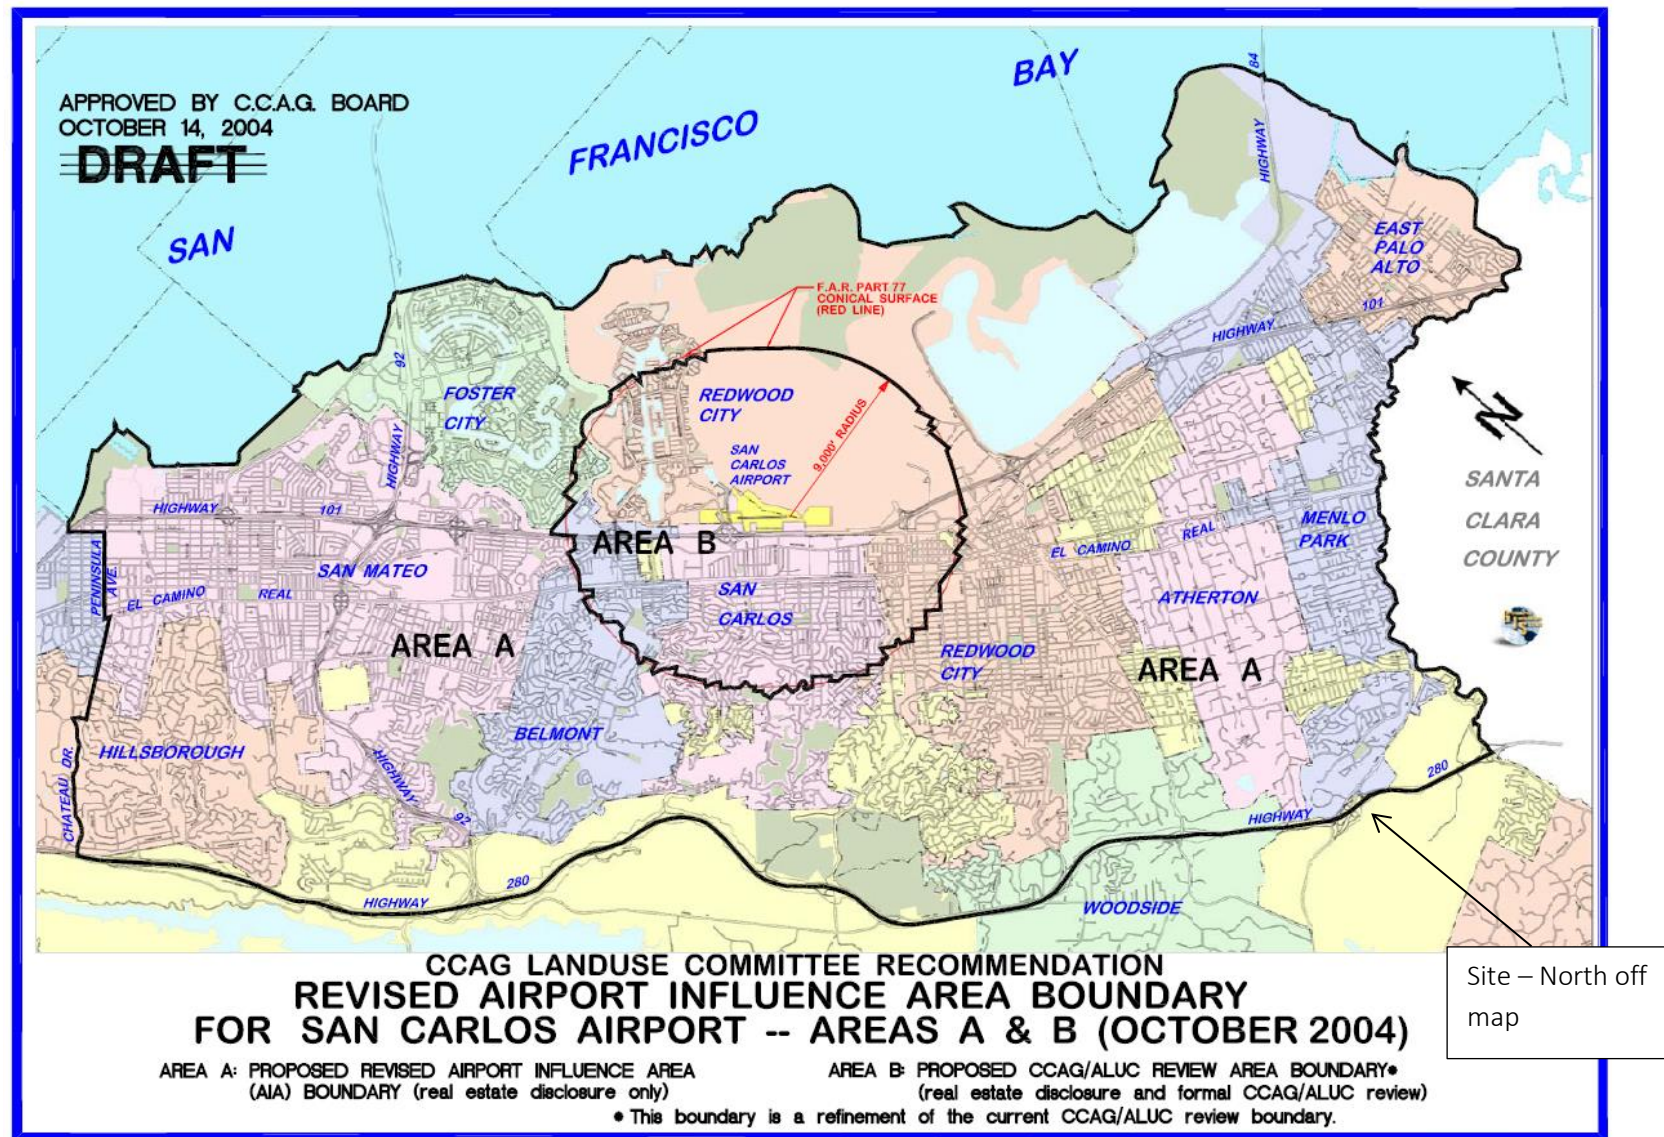 APPROVED BY C.C.A.G. BOARD
OCTOBER 14, 2004
DRAFT
SAN
FRANCISCO
BAY
HIGHWAY
84
EAST
PALO
ALTO
101
HIGHWAY
F.A.R. PART 77
CONICAL SURFACE
(RED LINE)
92
HIGHWAY
FOSTER
CITY
REDWOOD
CITY
SAN
CARLOS
AIRPORT
9,000' RADIUS
N
SANTA
CLARA
COUNTY
HIGHWAY
101
AREA B
SAN MATEO
PENINSULA
AVE.
EL CAMINO
REAL
SAN
CARLOS
EL CAMINO
REAL
MENLO
PARK
ATHERTON
AREA A
REDWOOD
CITY
AREA A
HILLSBOROUGH
BELMONT
CHATEAU DR.
HIGHWAY
92
280
HIGHWAY
280
HIGHWAY
WOODSIDE
Site – North off
map
CCAG LANDUSE COMMITTEE RECOMMENDATION
REVISED AIRPORT INFLUENCE AREA BOUNDARY
FOR SAN CARLOS AIRPORT -- AREAS A & B (OCTOBER 2004)
AREA A: PROPOSED REVISED AIRPORT INFLUENCE AREA
(AIA) BOUNDARY (real estate disclosure only)
AREA B: PROPOSED CCAG/ALUC REVIEW AREA BOUNDARY•
(real estate disclosure and formal CCAG/ALUC review)
• This boundary is a refinement of the current CCAG/ALUC review boundary.